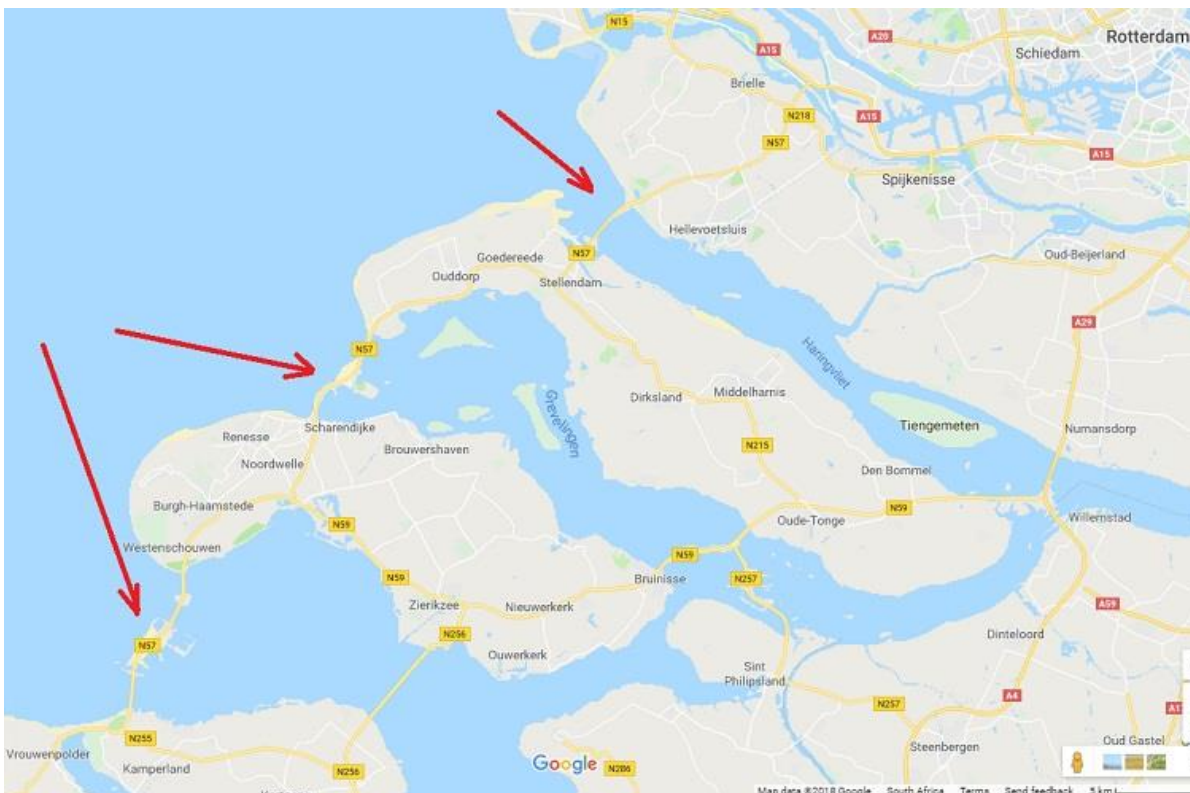 N15
A20
Rotterdam
Schiedam
A15
Brielle
N218
A15
N57
A15
Spijkenisse
Hellevoetsluis
Goedereede
N57
Oud-Beijerland
Ouddorp
Stellendam
A29
N57
Haringvliet
Grevelingen
Dirksland
Middelharnis
Tiengemeten
Numansdorp
Scharendijke
Renesse
Brouwershaven
N215
Noordwelle
Den Bommel
Burgh-Haamstede
N59
Oude-Tonge
N59
Willemstad
Westenschouwen
N59
N59
Bruinisse
N257
Zierikzee
Nieuwerkerk
A59
N256
Dinteloord
N57
Ouwerkerk
Sint
Philipsland
A4
N257
N255
Vrouwenpolder
Steenbergen
Oud Gastel
Kamperland
N256
Google
N286
Map data ©2018 Google South Africa Terms Send feedback 5 km